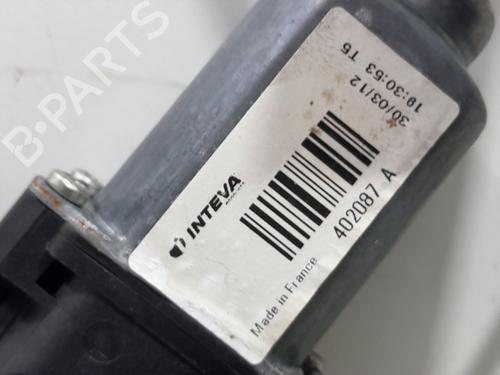 B-PARTS
INTEVA
402087 A
Made in France
30/03/12
19:30:53 T5